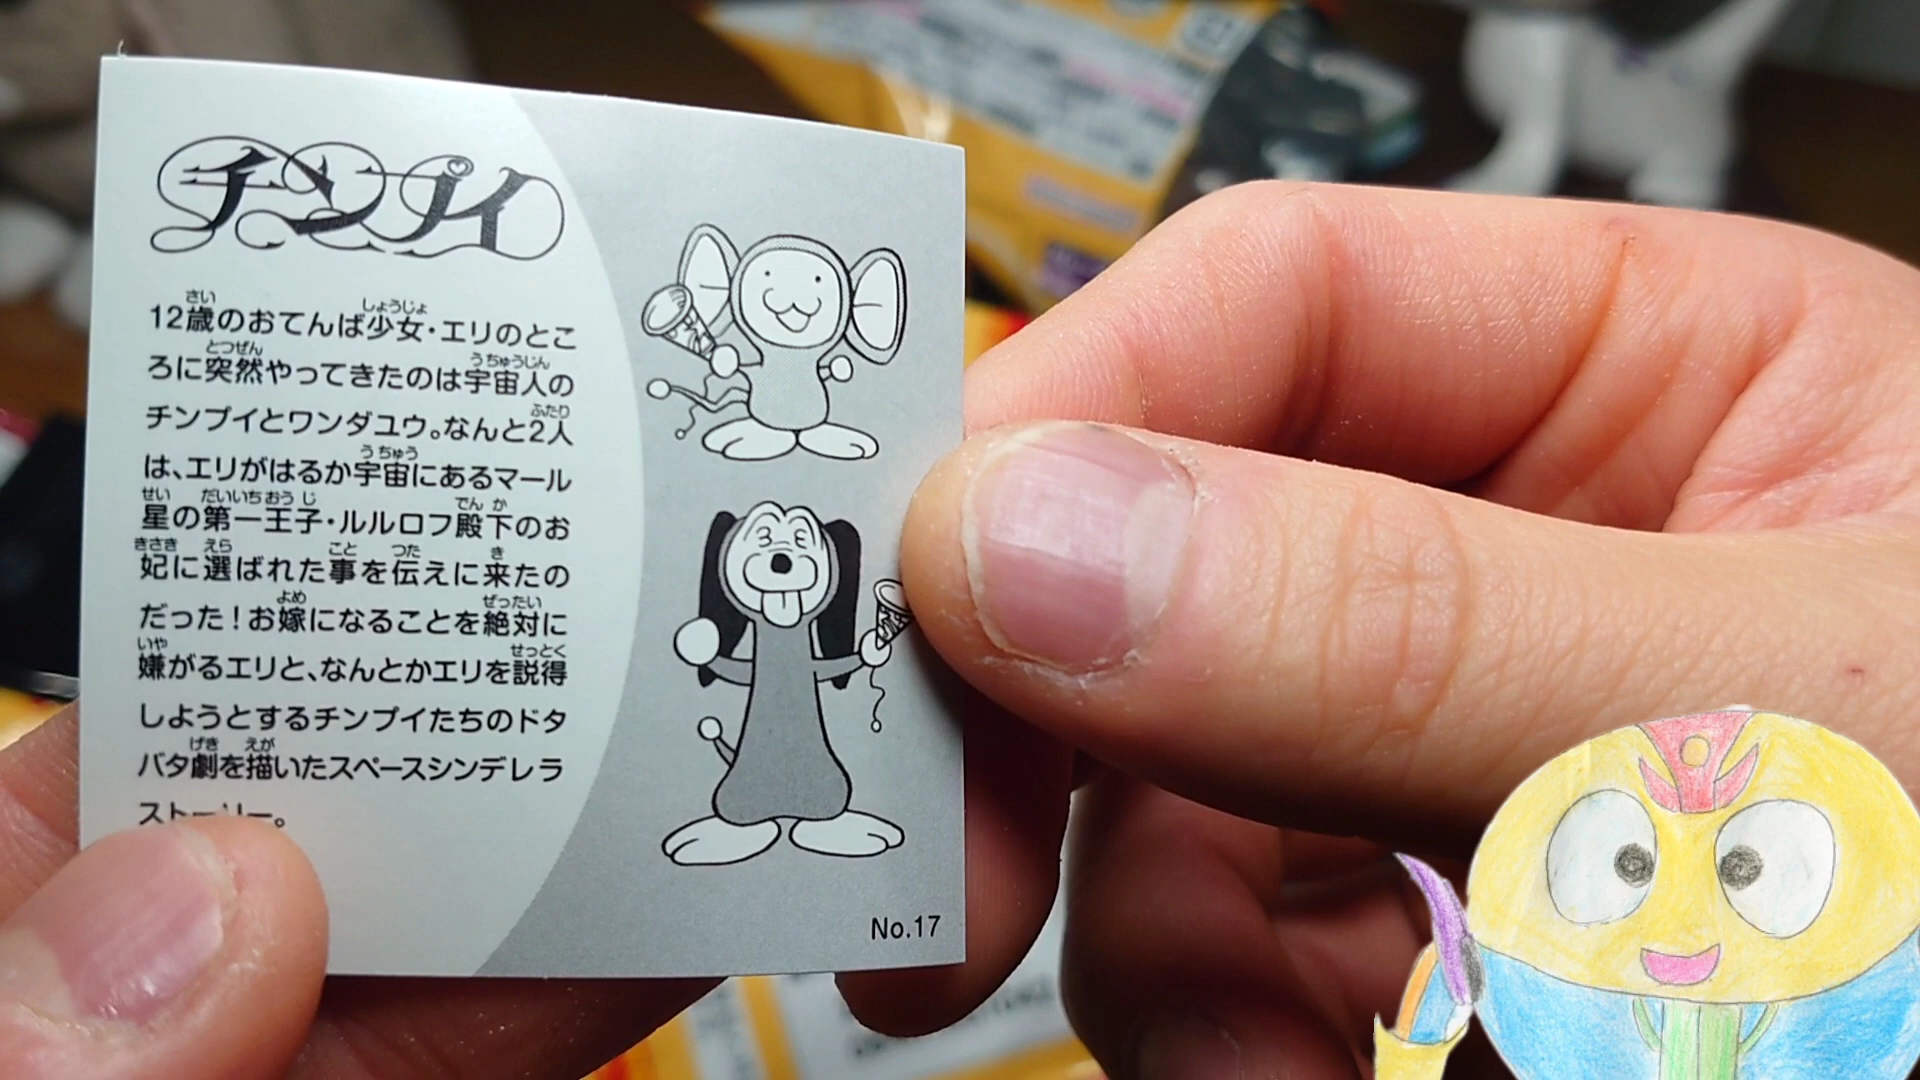 チンプイ
12歳のおてんば少女・エリのとこ
ろに突然やってきたのは宇宙人の
チンプイとワンダユウ。なんと2人
は、エリがはるか宇宙にあるマール
星の第一王子・ルルロフ殿下のお
妃に選ばれた事を伝えに来たの
だった!お嫁になることを絶対に
嫌がるエリと、なんとかエリを説得
しようとするチンプイたちのドタ
バタ劇を描いたスペースシンデレラ
ストーリー。
No.17